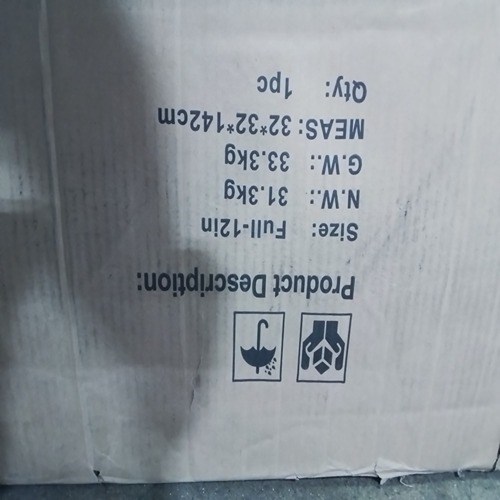 Product Description:
Size: Full-12in
N.W.: 31.3kg
G.W.: 33.3kg
MEAS: 32*32*142cm
Qty: 1pc